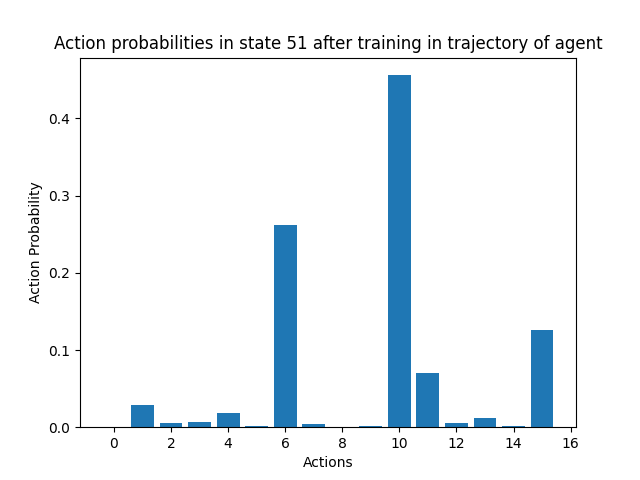 Action probabilities in state 51 after training in trajectory of agent
Action Probability
0.4
0.3
0.2
0.1
0.0
0 2 4 6 8 10 12 14 16
Actions